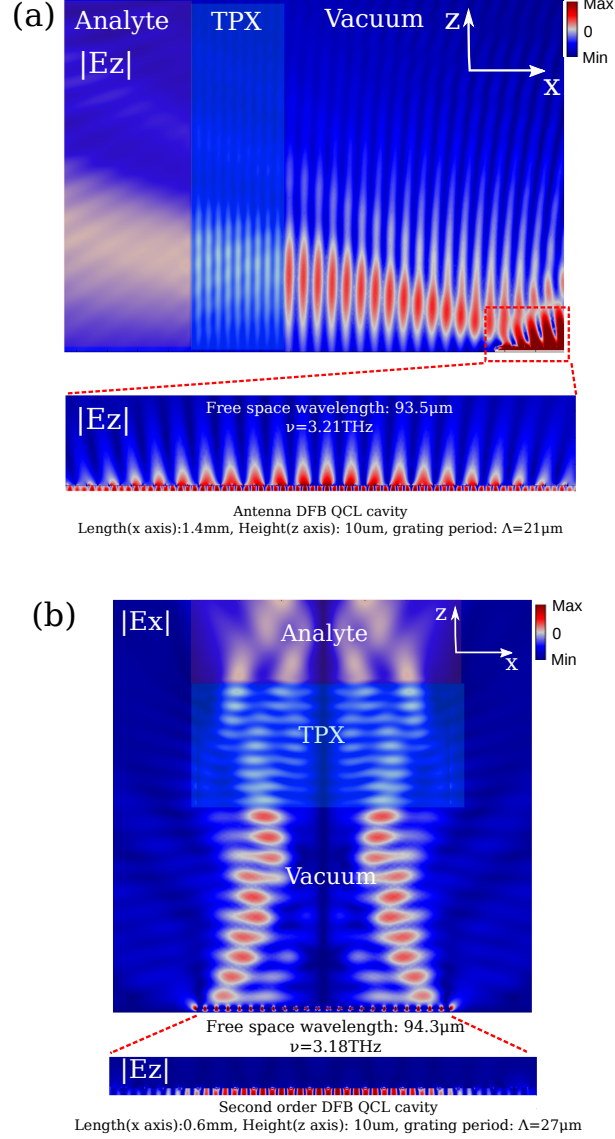 (a)
Analyte TPX Vacuum
|Ez|
z
x
Max
0
Min
|Ez|
Free space wavelength: 93.5μm
ν=3.21THz
Antenna DFB QCL cavity
Length(x axis):1.4mm, Height(z axis): 10um, grating period: Λ=21μm
(b)
|Ex|
z
x
Max
0
Min
Analyte
TPX
Vacuum
Free space wavelength: 94.3μm
ν=3.18THz
|Ez|
Second order DFB QCL cavity
Length(x axis):0.6mm, Height(z axis): 10um, grating period: Λ=27μm